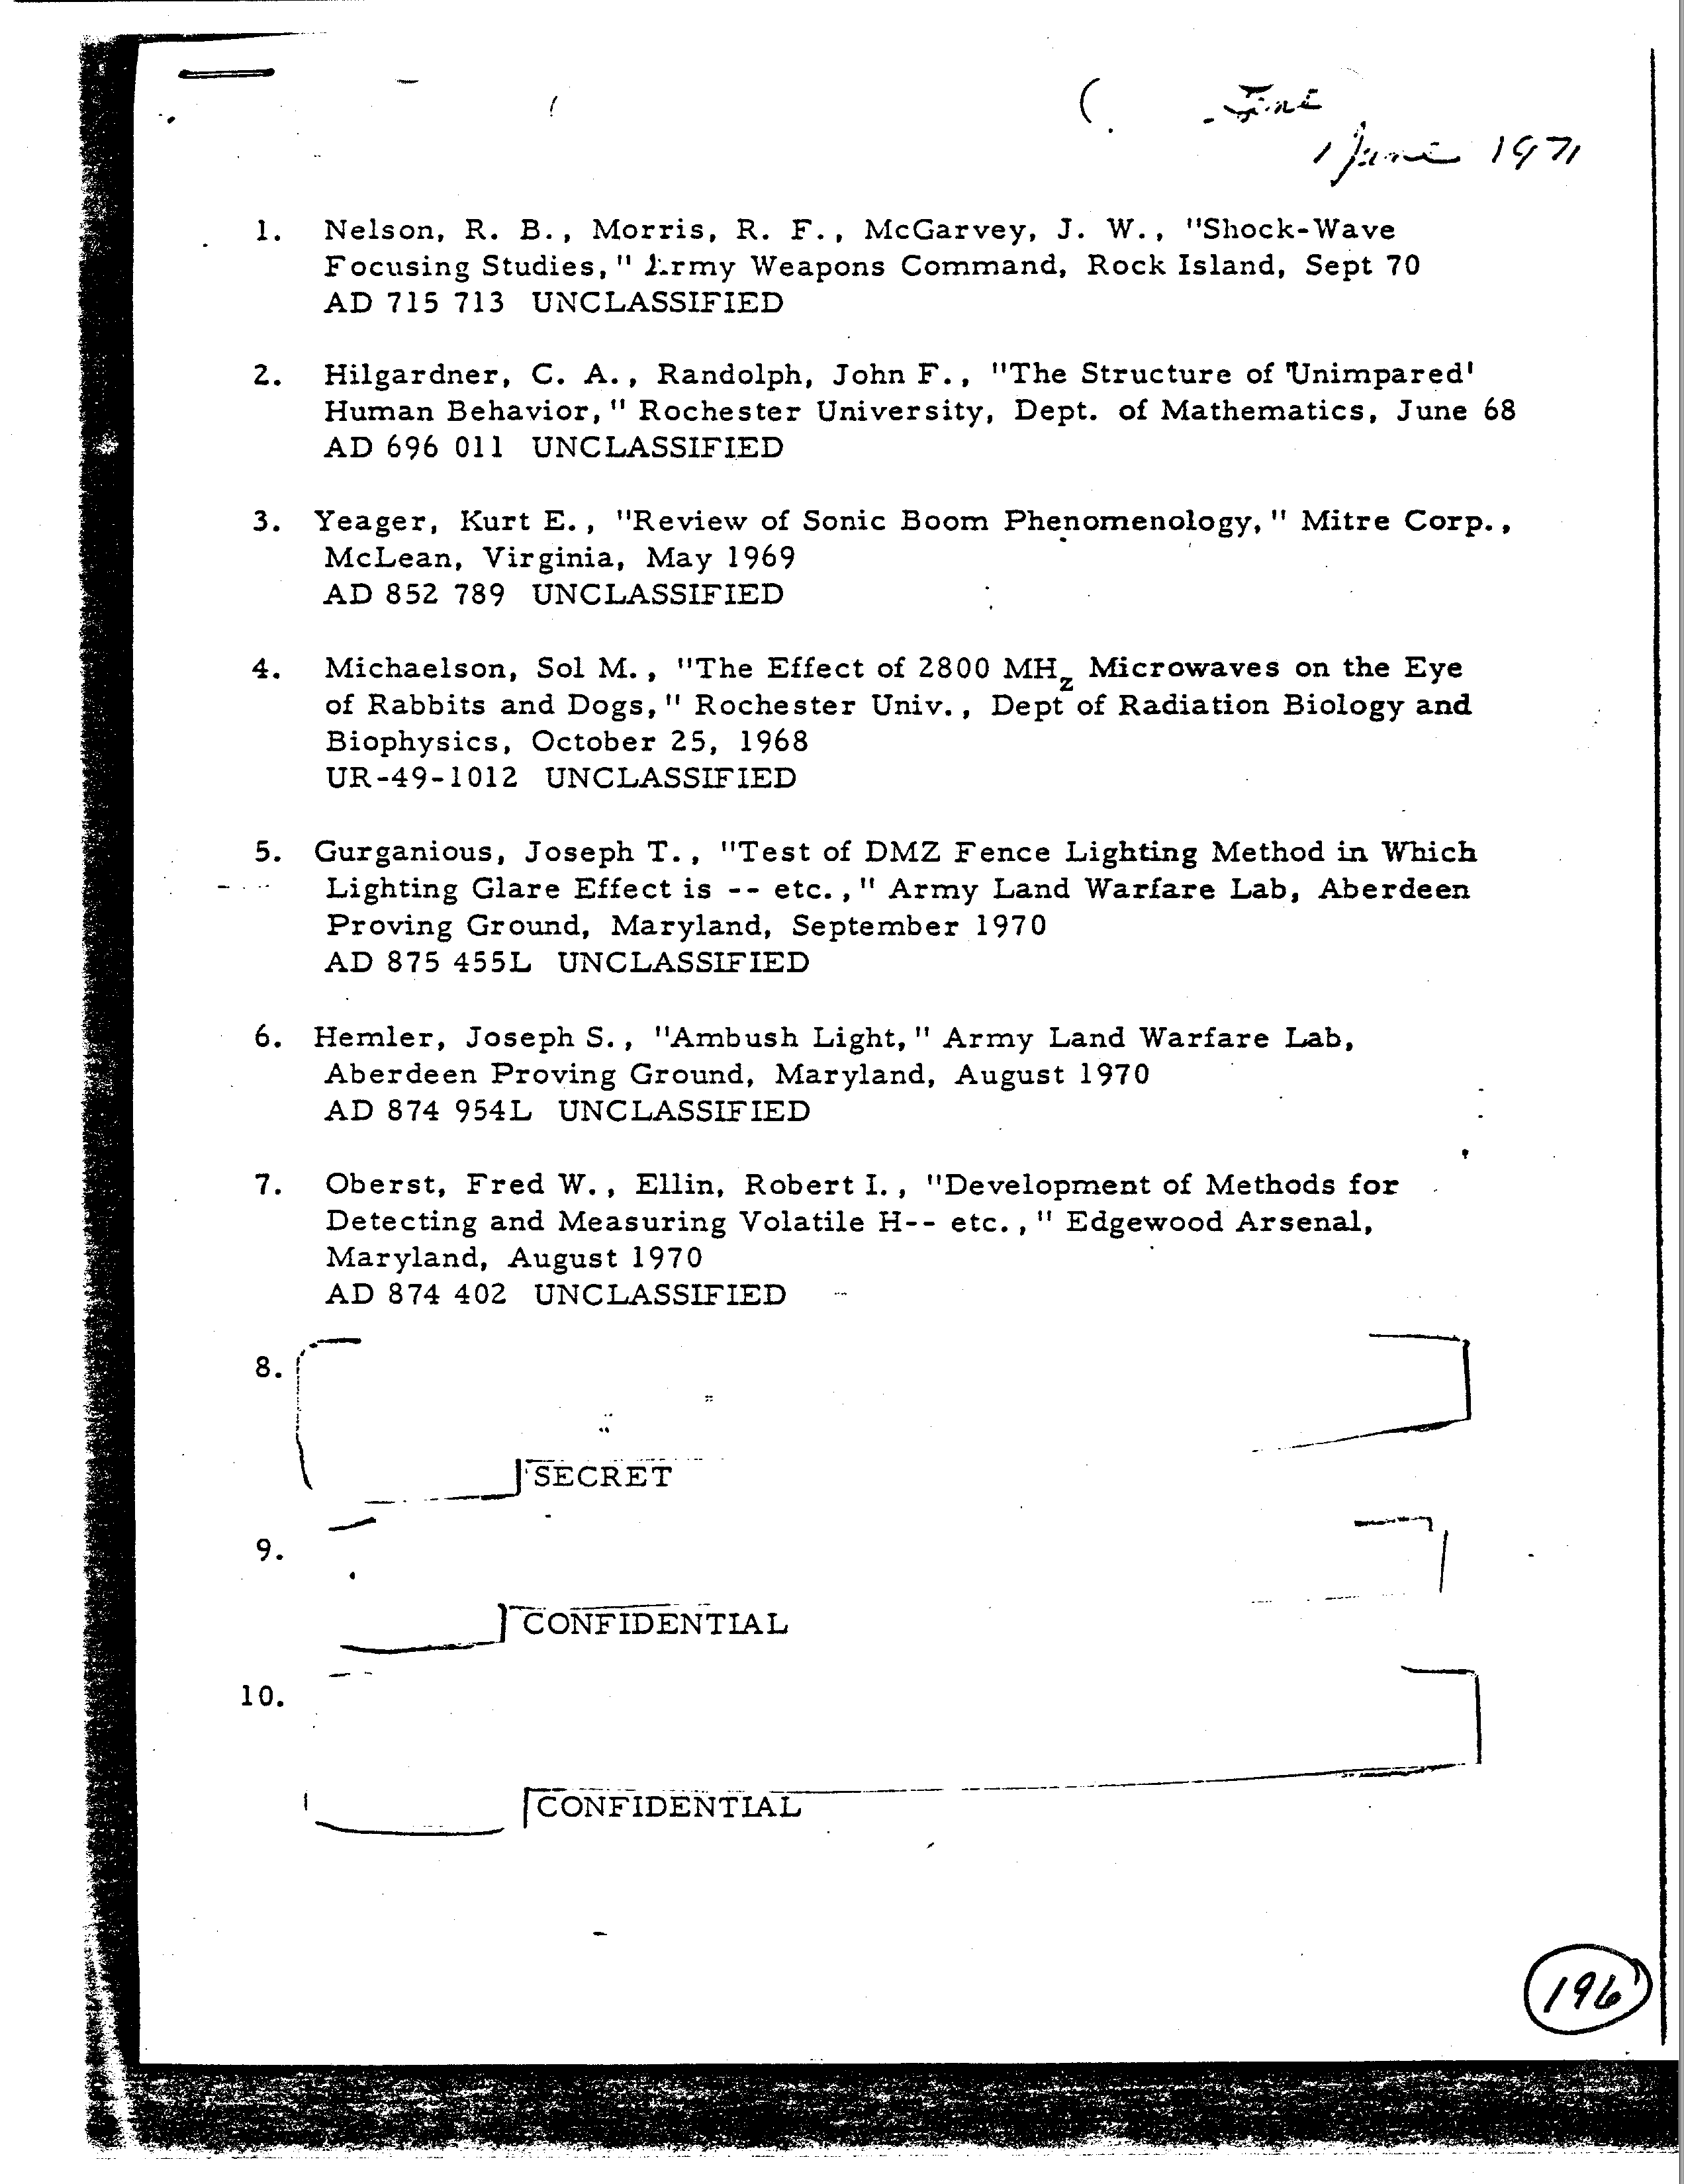 1 June 1971
1. Nelson, R. B., Morris, R. F., McGarvey, J. W., "Shock-Wave
Focusing Studies," Army Weapons Command, Rock Island, Sept 70
AD 715 713 UNCLASSIFIED
2. Hilgardner, C. A., Randolph, John F., "The Structure of 'Unimpared'
Human Behavior," Rochester University, Dept. of Mathematics, June 68
AD 696 011 UNCLASSIFIED
3. Yeager, Kurt E., "Review of Sonic Boom Phenomenology," Mitre Corp.,
McLean, Virginia, May 1969
AD 852 789 UNCLASSIFIED
4. Michaelson, Sol M., "The Effect of 2800 MHz Microwaves on the Eye
of Rabbits and Dogs," Rochester Univ., Dept of Radiation Biology and
Biophysics, October 25, 1968
UR-49-1012 UNCLASSIFIED
5. Gurganious, Joseph T., "Test of DMZ Fence Lighting Method in Which
Lighting Glare Effect is -- etc.," Army Land Warfare Lab, Aberdeen
Proving Ground, Maryland, September 1970
AD 875 455L UNCLASSIFIED
6. Hemler, Joseph S., "Ambush Light," Army Land Warfare Lab,
Aberdeen Proving Ground, Maryland, August 1970
AD 874 954L UNCLASSIFIED
7. Oberst, Fred W., Ellin, Robert I., "Development of Methods for
Detecting and Measuring Volatile H-- etc.," Edgewood Arsenal,
Maryland, August 1970
AD 874 402 UNCLASSIFIED
8.
SECRET
9.
CONFIDENTIAL
10.
CONFIDENTIAL
196